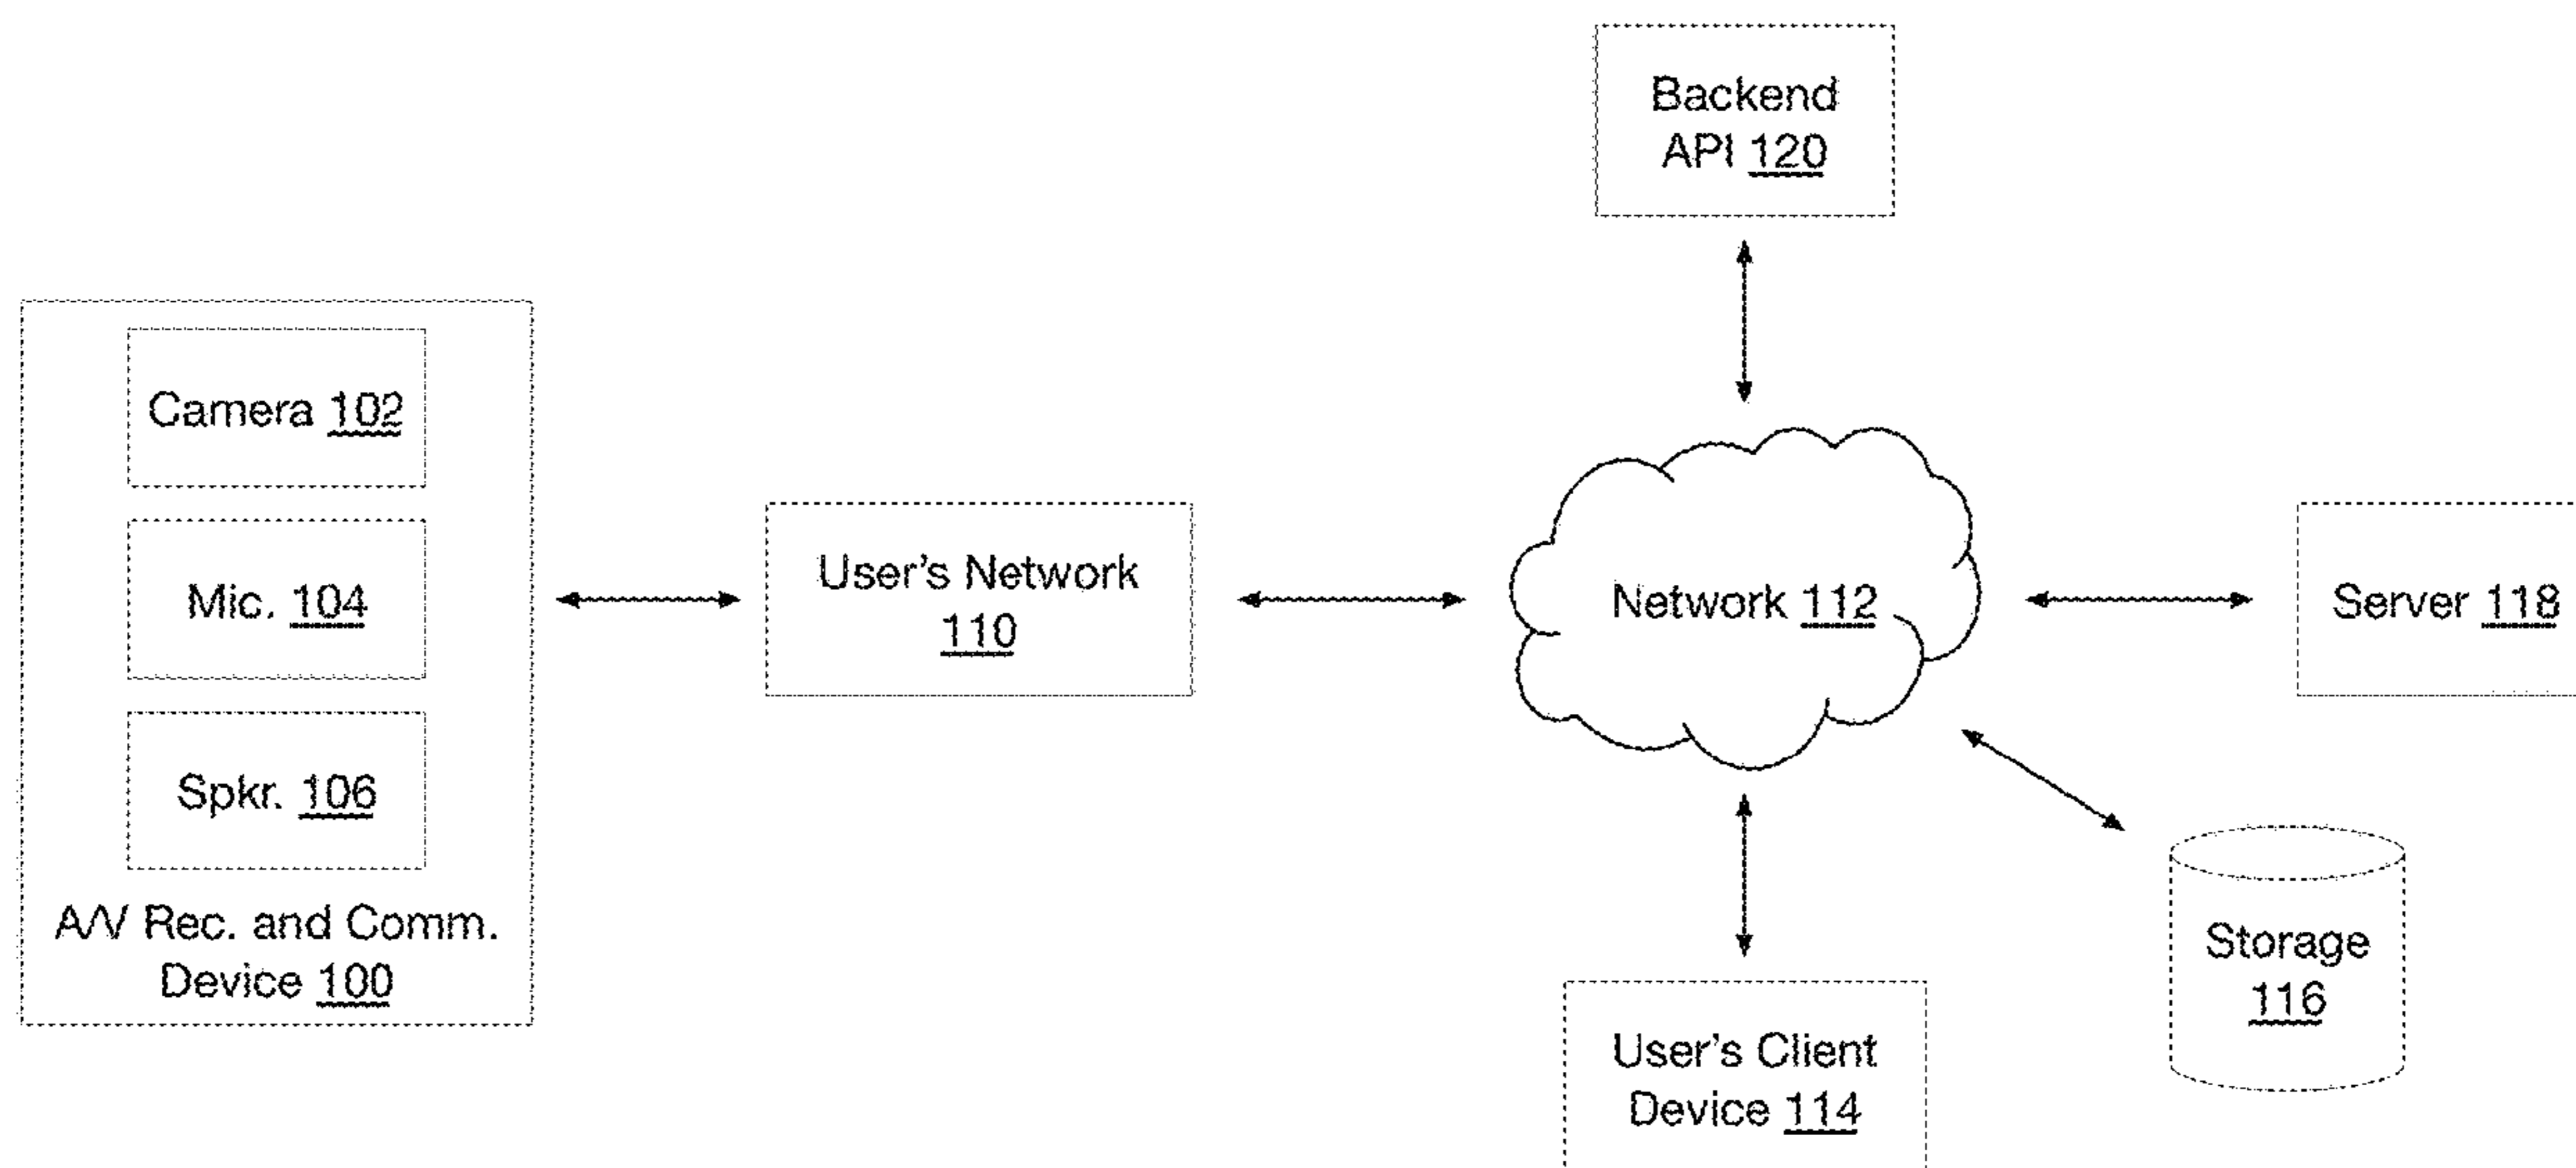 Backend
API 120
Camera 102
Mic. 104
Spkr. 106
A/V Rec. and Comm.
Device 100
User's Network
110
Network 112
Server 118
Storage
116
User's Client
Device 114